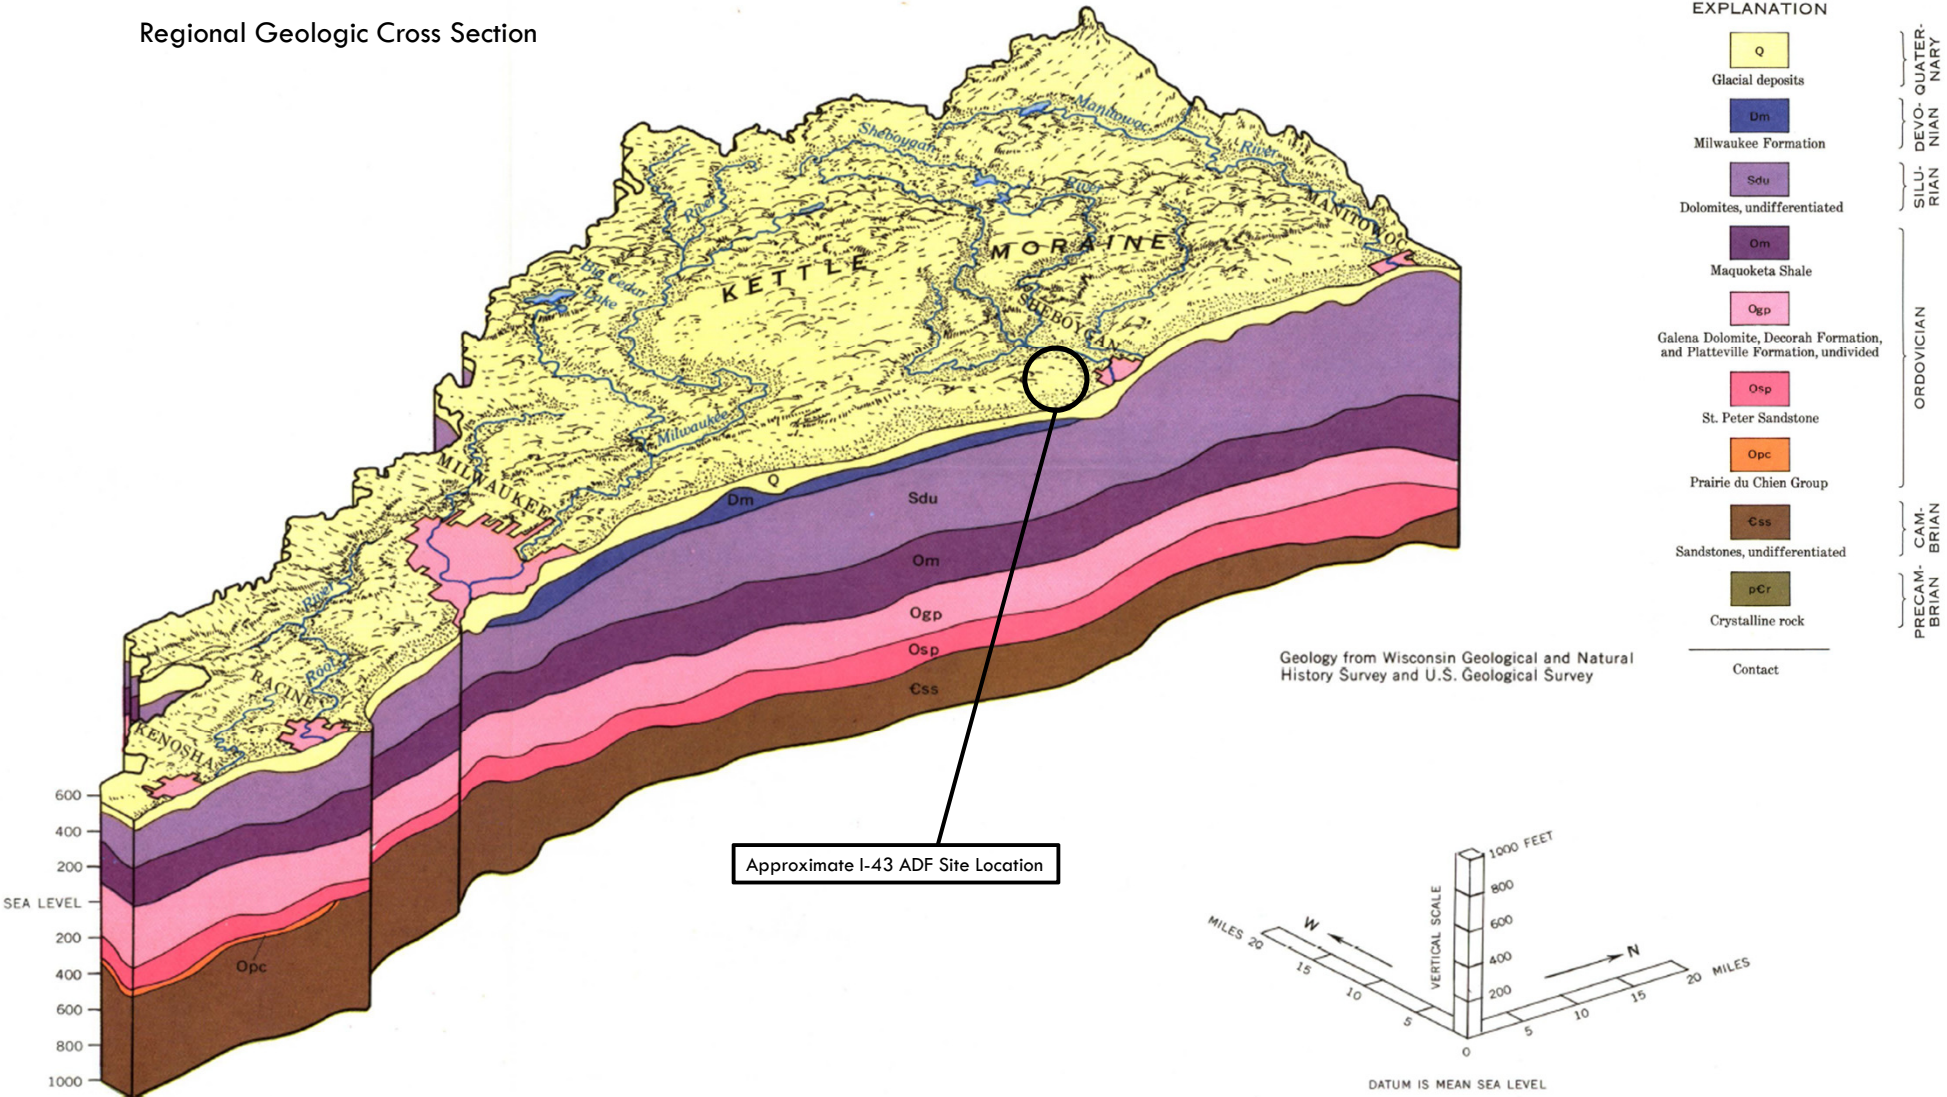 Regional Geologic Cross Section
EXPLANATION
Q
Glacial deposits
QUATER-
NARY
Dm
Milwaukee Formation
DEVO-
NIAN
Sdu
Dolomites, undifferentiated
SILU-
RIAN
Om
Maquoketa Shale
Ogp
Galena Dolomite, Decorah Formation,
and Platteville Formation, undivided
Osp
St. Peter Sandstone
Opc
Prairie du Chien Group
ORDOVICIAN
Єss
Sandstones, undifferentiated
CAM-
BRIAN
pЄr
Crystalline rock
PRECAM-
BRIAN
Contact
Geology from Wisconsin Geological and Natural
History Survey and U.S. Geological Survey
Manitowoc
River
Sheboygan
River
River
MANITOWOC
KETTLE MORAINE
Big Cedar
Lake
SHEBOYGAN
Milwaukee
MILWAUKEE
River
Root
RACINE
KENOSHA
Q
Dm
Sdu
Om
Ogp
Osp
Єss
Opc
600
400
200
SEA LEVEL
200
400
600
800
1000
Approximate I-43 ADF Site Location
1000 FEET
800
600
400
200
VERTICAL SCALE
MILES 20
15
10
5
0
5
10
15
20 MILES
W
N
DATUM IS MEAN SEA LEVEL